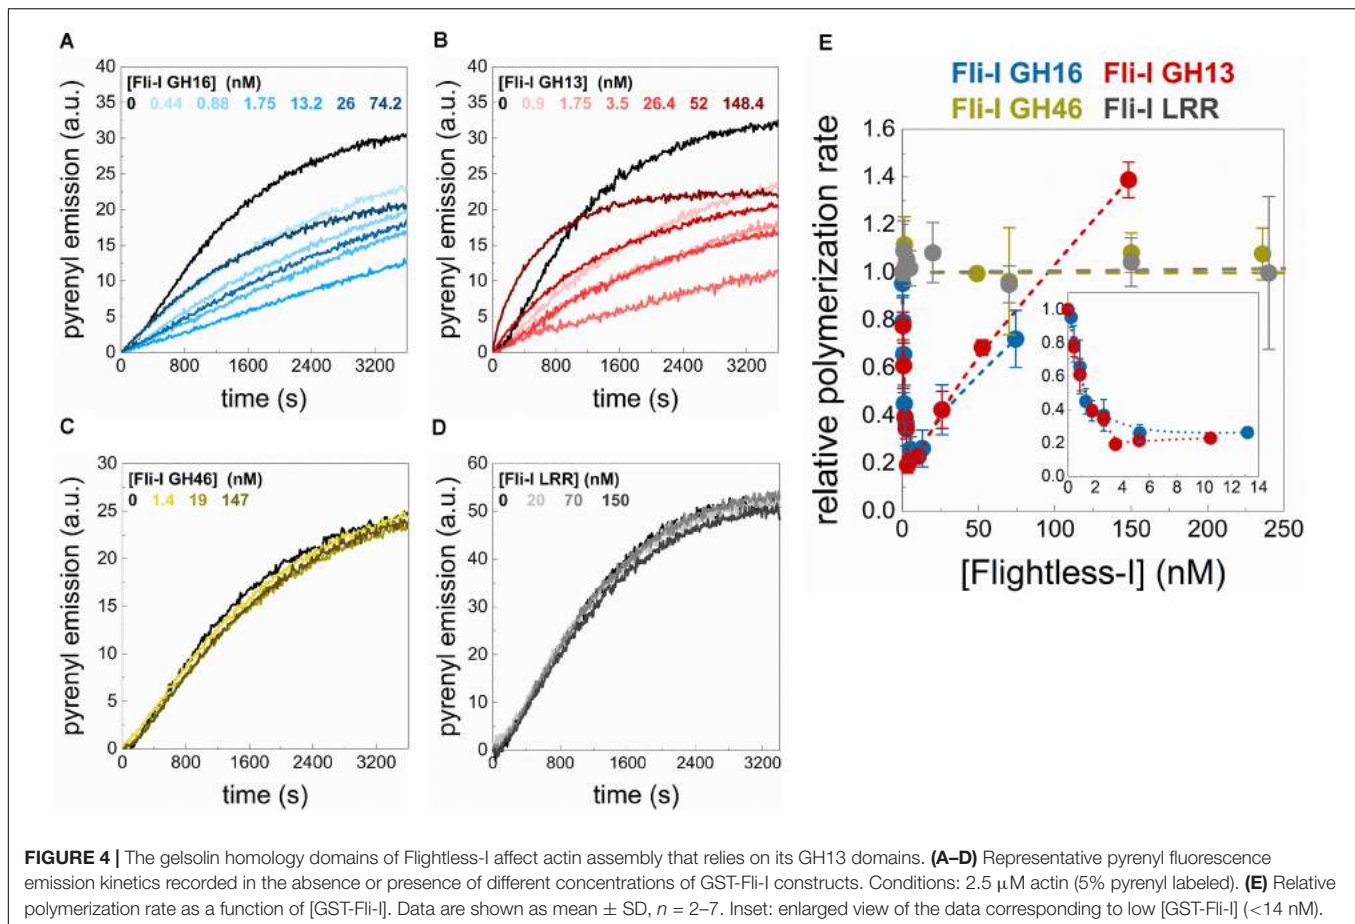 A
[Fli-I GH16] (nM)
0 0.44 0.88 1.75 13.2 26 74.2
40
35
30
25
20
15
10
5
0
pyrenyl emission (a.u.)
0 800 1600 2400 3200
time (s)
B
[Fli-I GH13] (nM)
0 0.9 1.75 3.5 26.4 52 148.4
40
35
30
25
20
15
10
5
0
pyrenyl emission (a.u.)
0 800 1600 2400 3200
time (s)
C
[Fli-I GH46] (nM)
0 1.4 19 147
30
25
20
15
10
5
0
pyrenyl emission (a.u.)
0 800 1600 2400 3200
time (s)
D
[Fli-I LRR] (nM)
0 20 70 150
60
50
40
30
20
10
0
pyrenyl emission (a.u.)
0 800 1600 2400 3200
time (s)
E
Fli-I GH16 Fli-I GH13
Fli-I GH46 Fli-I LRR
1.6
1.4
1.2
1.0
0.8
0.6
0.4
0.2
0.0
relative polymerization rate
0 50 100 150 200 250
[Flightless-I] (nM)
1.0
0.8
0.6
0.4
0.2
0.0
0 2 4 6 8 10 12 14
FIGURE 4 | The gelsolin homology domains of Flightless-I affect actin assembly that relies on its GH13 domains. (A–D) Representative pyrenyl fluorescence
emission kinetics recorded in the absence or presence of different concentrations of GST-Fli-I constructs. Conditions: 2.5 μM actin (5% pyrenyl labeled). (E) Relative
polymerization rate as a function of [GST-Fli-I]. Data are shown as mean ± SD, n = 2–7. Inset: enlarged view of the data corresponding to low [GST-Fli-I] (<14 nM).